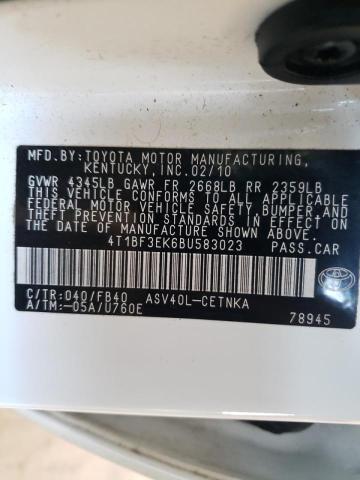 MFD.BY: TOYOTA MOTOR MANUFACTURING,
KENTUCKY, INC. 02/10
GVWR 4345LB GAWR FR 2668LB RR 2359LB
THIS VEHICLE CONFORMS TO ALL APPLICABLE
FEDERAL MOTOR VEHICLE SAFETY, BUMPER, AND
THEFT PREVENTION STANDARDS IN EFFECT ON
THE DATE OF MANUFACTURE SHOWN ABOVE.
4T1BF3EK6BU583023 PASS.CAR
C/TR: 040/FB40 ASV40L-CETNKA
A/TM: -05A/U760E
78945
TOYOTA